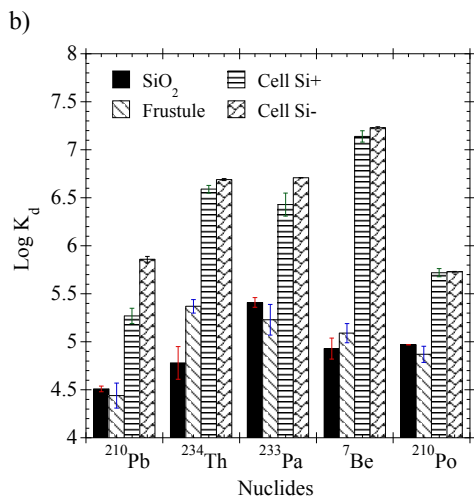 b)
8
7.5
7
6.5
6
5.5
5
4.5
4
Log K_d
SiO_2
Frustule
Cell Si+
Cell Si-
^210Pb ^234Th ^233Pa ^7Be ^210Po
Nuclides